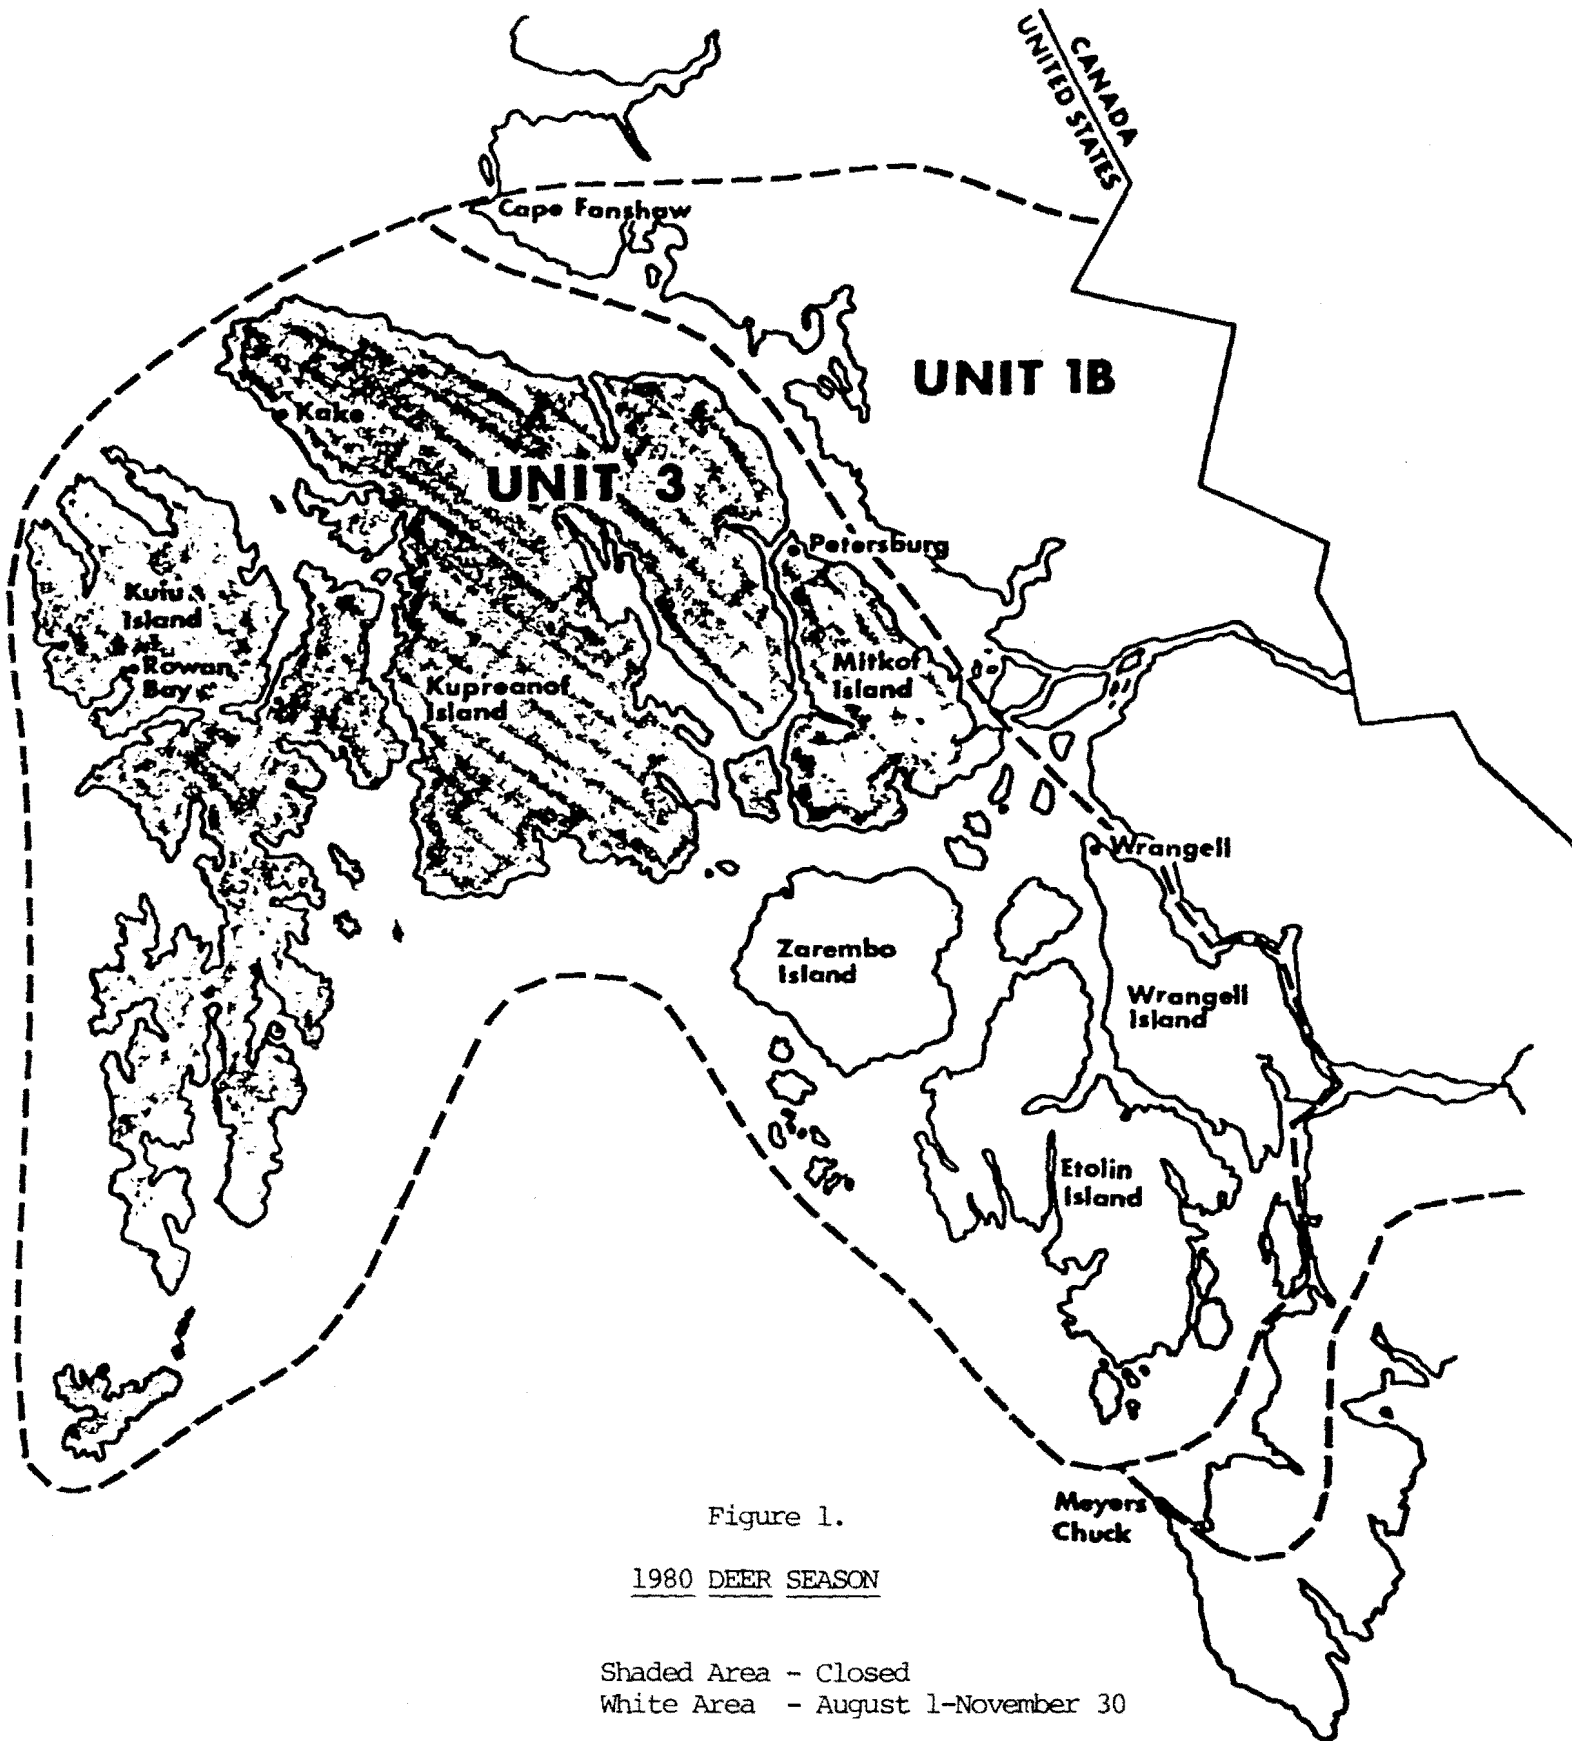 CANADA
UNITED STATES
Cape Fanshaw
UNIT 1B
Kake
UNIT 3
Petersburg
Kuiu
Island
Rowan
Bay
Kupreanof
Island
Mitkof
Island
Wrangell
Zarembo
Island
Wrangell
Island
Etolin
Island
Meyers
Chuck
Figure 1.
1980 DEER SEASON
Shaded Area - Closed
White Area - August 1-November 30